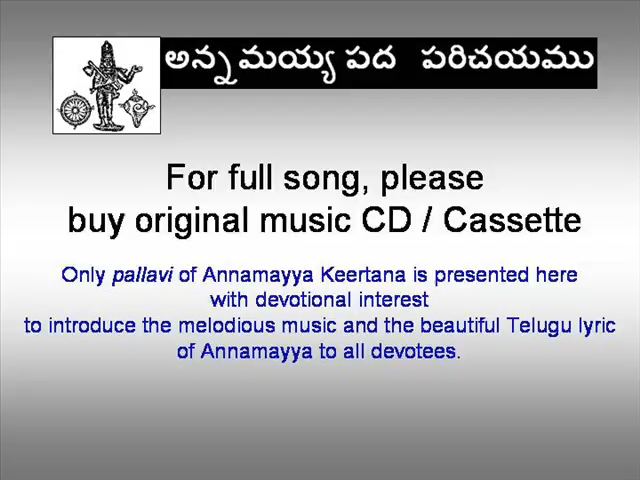 అన్నమయ్య పద పరిచయము
For full song, please
buy original music CD / Cassette
Only pallavi of Annamayya Keertana is presented here
with devotional interest
to introduce the melodious music and the beautiful Telugu lyric
of Annamayya to all devotees.